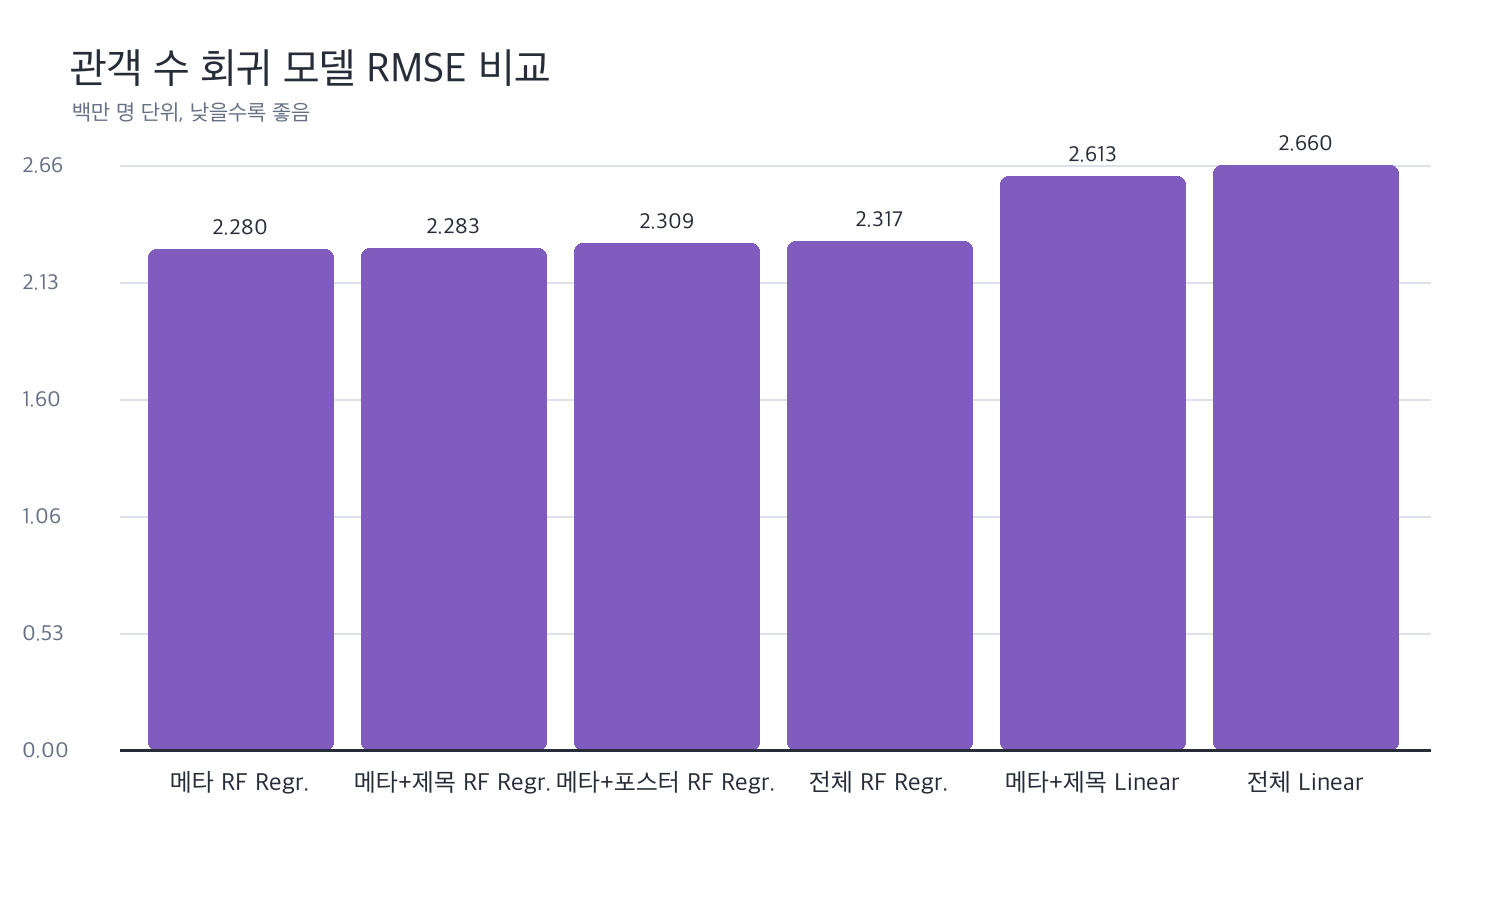 관객 수 회귀 모델 RMSE 비교
백만 명 단위, 낮을수록 좋음
2.66
2.13
1.60
1.06
0.53
0.00
2.280
2.283
2.309
2.317
2.613
2.660
메타 RF Regr.
메타+제목 RF Regr.
메타+포스터 RF Regr.
전체 RF Regr.
메타+제목 Linear
전체 Linear